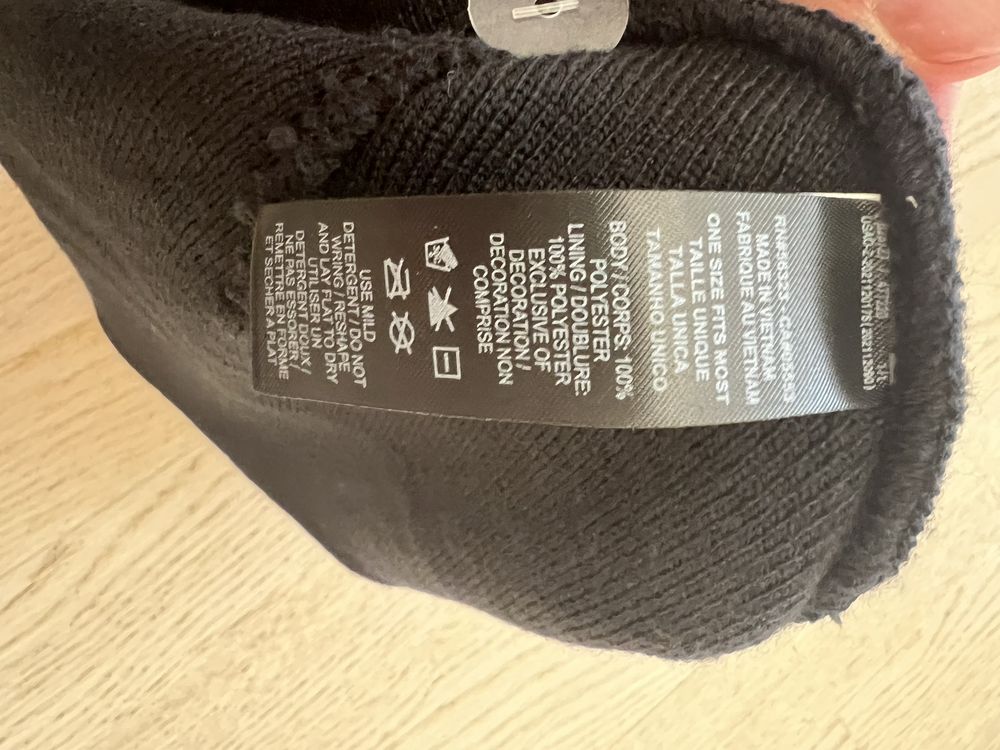 MADE IN VIETNAM
FABRIQUE AU VIETNAM
ONE SIZE FITS MOST
TAILLE UNIQUE
TALLA UNICA
TAMANHO UNICO
BODY / CORPS: 100%
POLYESTER
LINING / DOUBLURE:
100% POLYESTER
EXCLUSIVE OF
DECORATION /
DECORATION NON
COMPRISE
USE MILD
DETERGENT / DO NOT
WRING / RESHAPE
AND LAY FLAT TO DRY
UTILISER UN
DETERGENT DOUX /
NE PAS ESSORER /
REMETTRE EN FORME
ET SECHER A PLAT